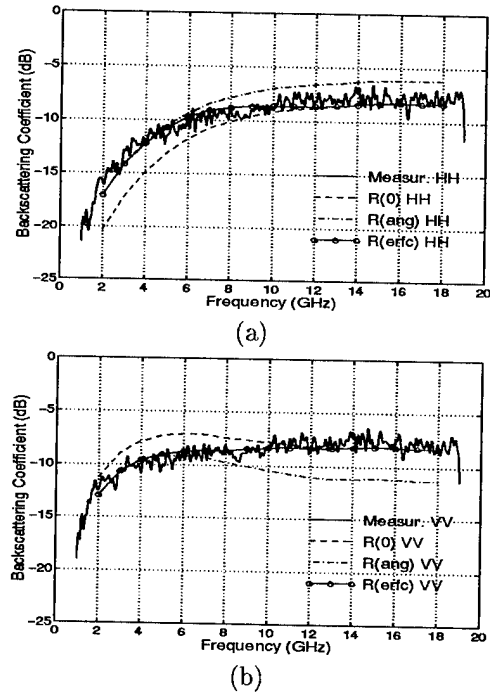 0
−5
−10
−15
−20
−25
Backscattering Coefficient (dB)
Measur. HH
R(0) HH
R(ang) HH
R(erfc) HH
0 2 4 6 8 10 12 14 16 18 20
Frequency (GHz)
(a)
0
−5
−10
−15
−20
−25
Backscattering Coefficient (dB)
Measur. VV
R(0) VV
R(ang) VV
R(erfc) VV
0 2 4 6 8 10 12 14 16 18 20
Frequency (GHz)
(b)